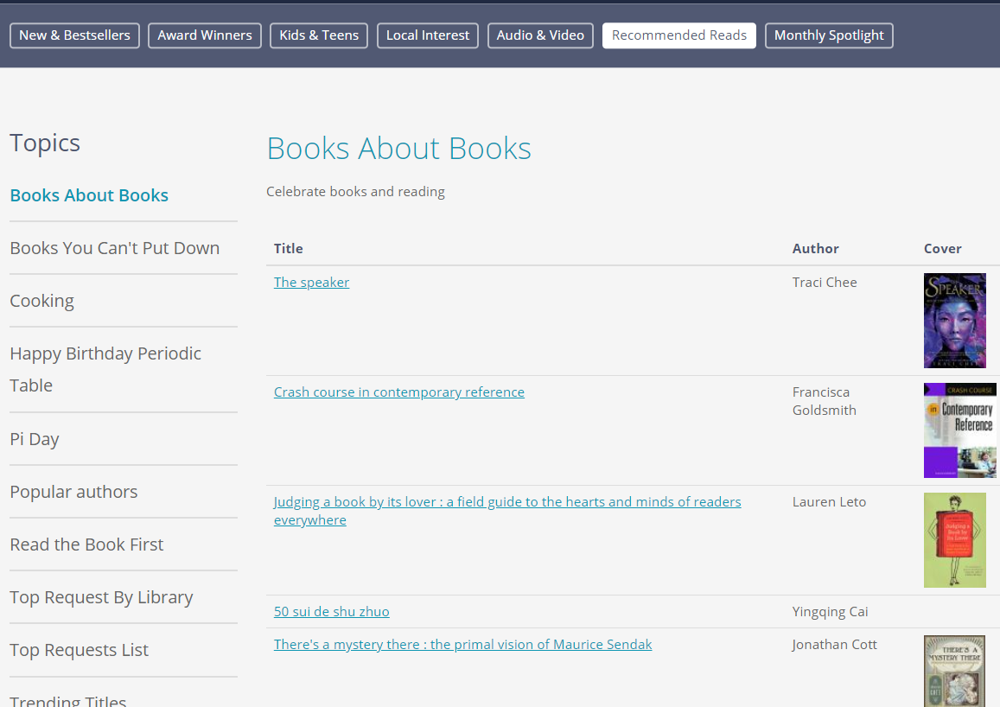 New & Bestsellers
Award Winners
Kids & Teens
Local Interest
Audio & Video
Recommended Reads
Monthly Spotlight
Topics
Books About Books
Books You Can't Put Down
Cooking
Happy Birthday Periodic
Table
Pi Day
Popular authors
Read the Book First
Top Request By Library
Top Requests List
Trending Titles
Books About Books
Celebrate books and reading
Title Author Cover
The speaker
Traci Chee
SPEAKER
TRACI CHEE
Crash course in contemporary reference
Francisca
Goldsmith
CRASH COURSE
in Contemporary
Reference
Judging a book by its lover : a field guide to the hearts and minds of readers
everywhere
Lauren Leto
Judging a
Book by
Its Lover
50 sui de shu zhuo
Yingqing Cai
There's a mystery there : the primal vision of Maurice Sendak
Jonathan Cott
THERE'S A
MYSTERY THERE